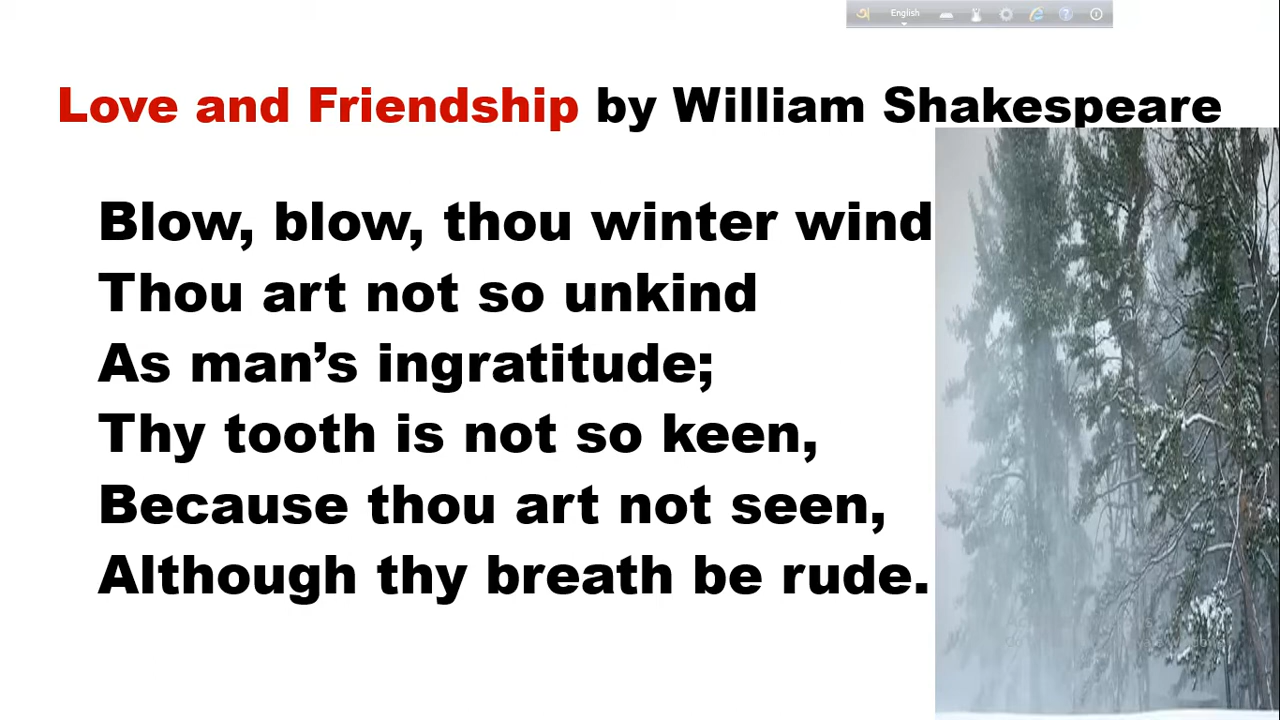 English
Love and Friendship by William Shakespeare
Blow, blow, thou winter wind
Thou art not so unkind
As man’s ingratitude;
Thy tooth is not so keen,
Because thou art not seen,
Although thy breath be rude.